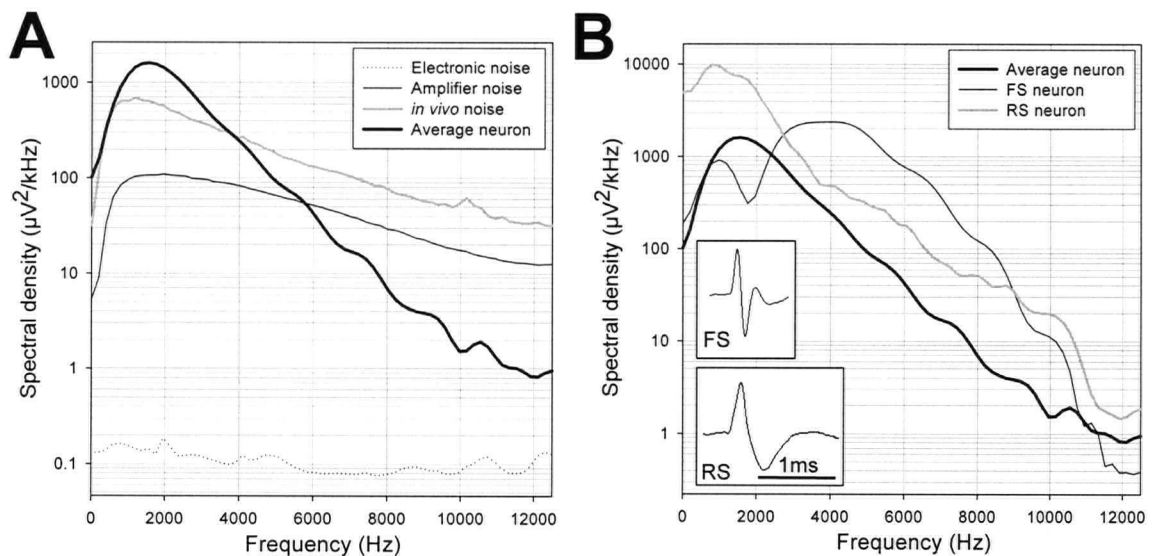 A
Spectral density (µV²/kHz)
1000
100
10
1
0.1
Electronic noise
Amplifier noise
in vivo noise
Average neuron
0 2000 4000 6000 8000 10000 12000
Frequency (Hz)
B
Spectral density (µV²/kHz)
10000
1000
100
10
1
Average neuron
FS neuron
RS neuron
FS
RS
1ms
0 2000 4000 6000 8000 10000 12000
Frequency (Hz)